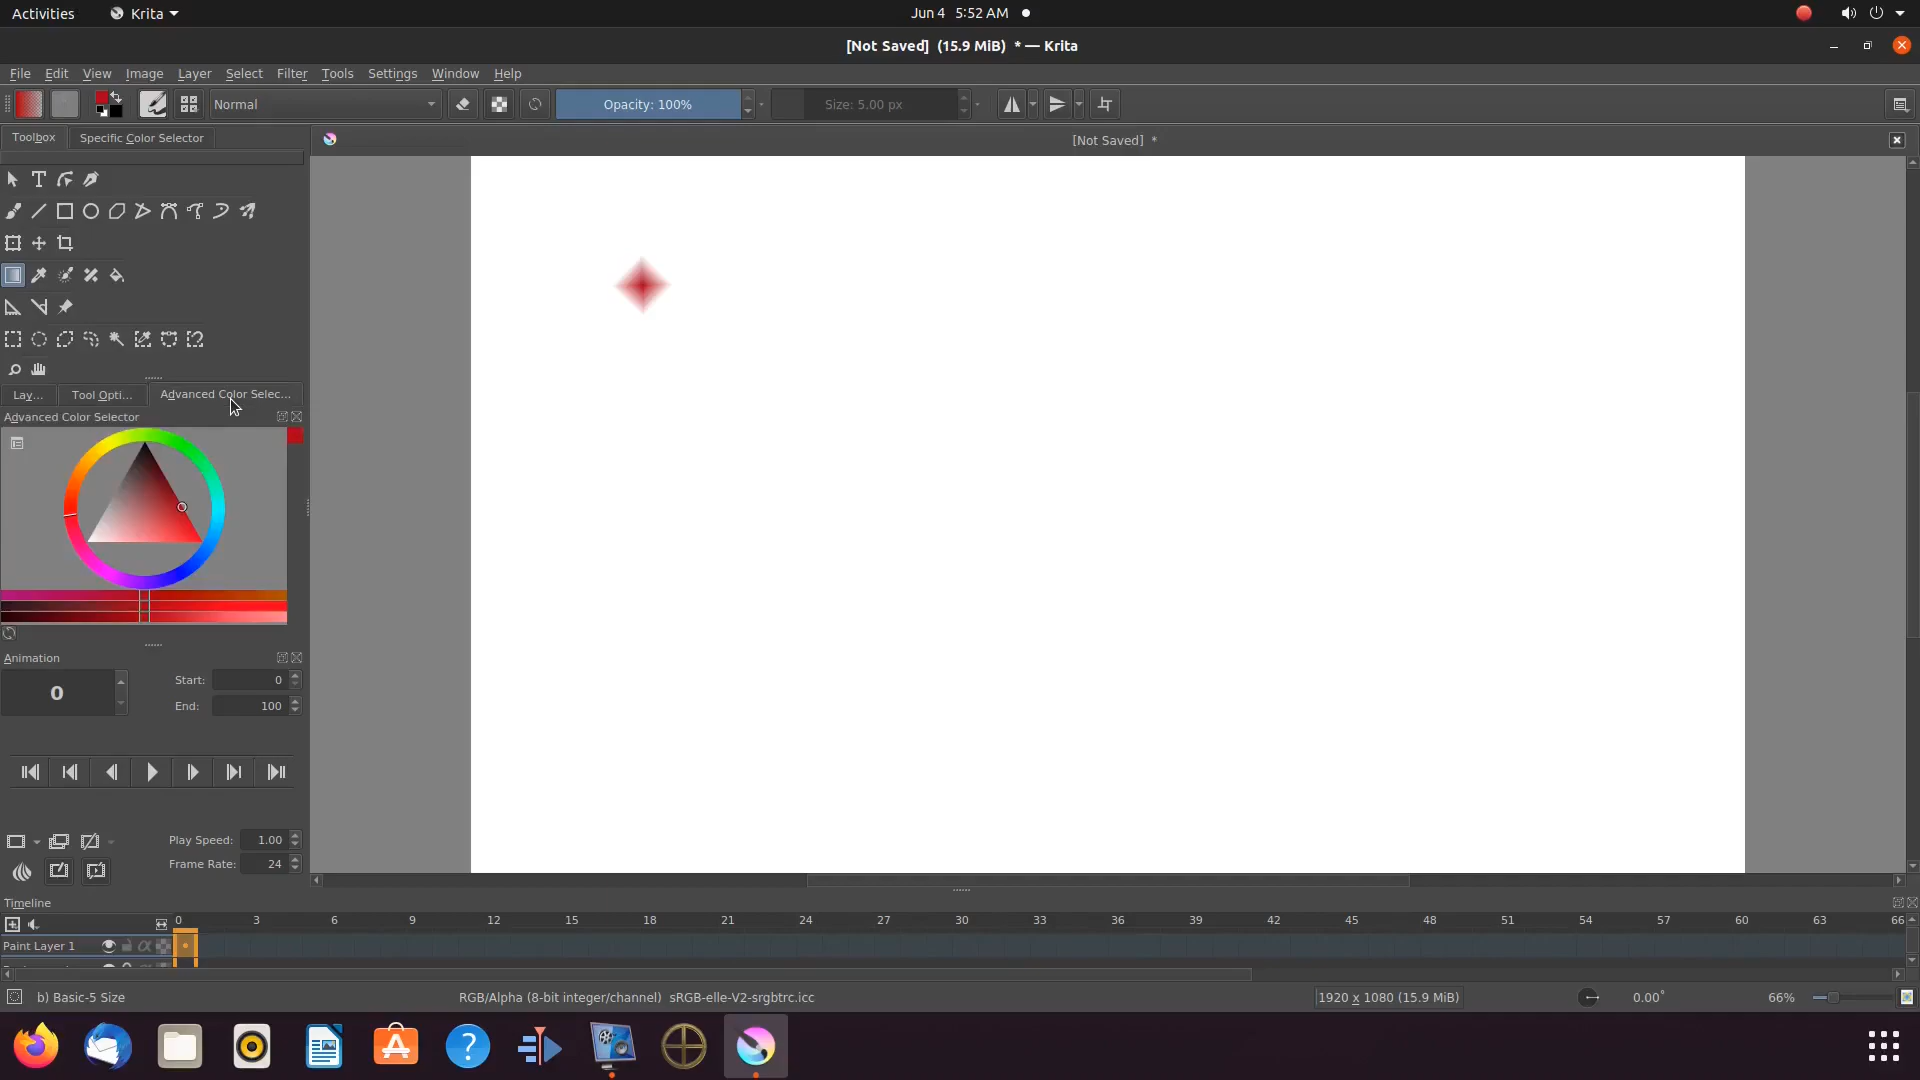 Activities
Krita
Jun 4 5:52 AM
[Not Saved] (15.9 MiB) * — Krita
File Edit View Image Layer Select Filter Tools Settings Window Help
Normal
Opacity: 100%
Size: 5.00 px
Toolbox
Specific Color Selector
[Not Saved] *
Lay...
Tool Opti...
Advanced Color Selec...
Advanced Color Selector
Animation
0
Start: 0
End: 100
Play Speed: 1.00
Frame Rate: 24
Timeline
0 3 6 9 12 15 18 21 24 27 30 33 36 39 42 45 48 51 54 57 60 63 66
Paint Layer 1
b) Basic-5 Size
RGB/Alpha (8-bit integer/channel) sRGB-elle-V2-srgbtrc.icc
1920 x 1080 (15.9 MiB)
0.00°
66%